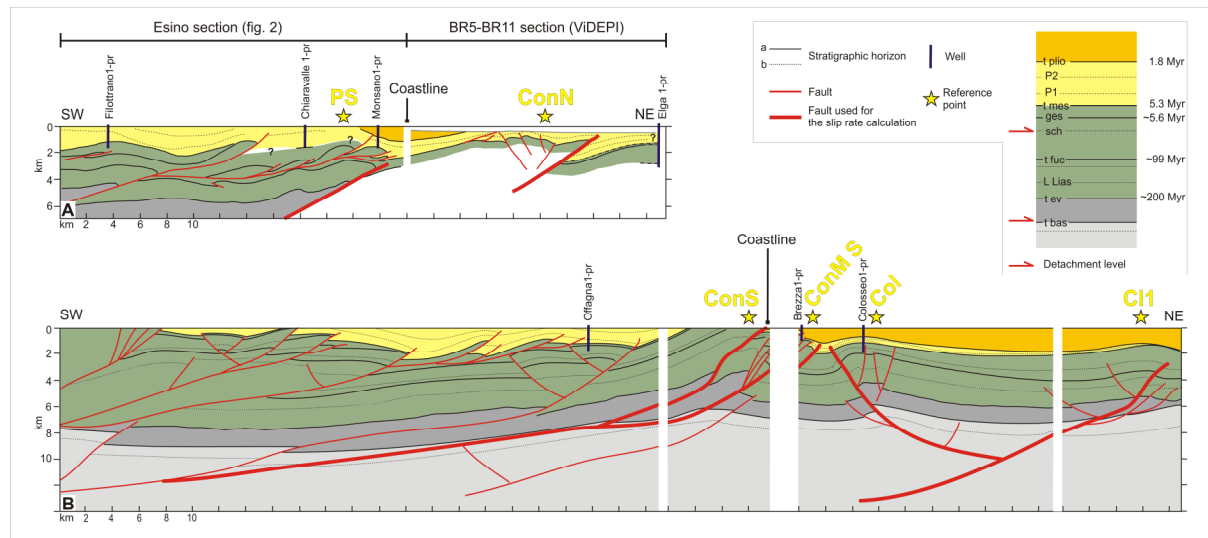 Esino section (fig. 2)
BR5-BR11 section (ViDEPI)
Filottrano1-pr
Chiaravalle 1-pr
Monsano1-pr
Coastline
Elga 1-pr
SW
PS
ConN
NE
0
2
4
6
km
? ? ?
A
km 2 4 6 8 10
a
b
Stratigraphic horizon
Well
Fault
Reference
point
Fault used for
the slip rate calculation
t plio
1.8 Myr
P2
P1
t mes
5.3 Myr
ges
~5.6 Myr
sch
t fuc
~99 Myr
L Lias
t ev
~200 Myr
t bas
Detachment level
Coastline
SW
Offagna1-pr
ConS
Brezza1-pr
ConM S
Colosseo1-pr
Col
Cl1
NE
0
2
4
6
8
10
km
B
km 2 4 6 8 10